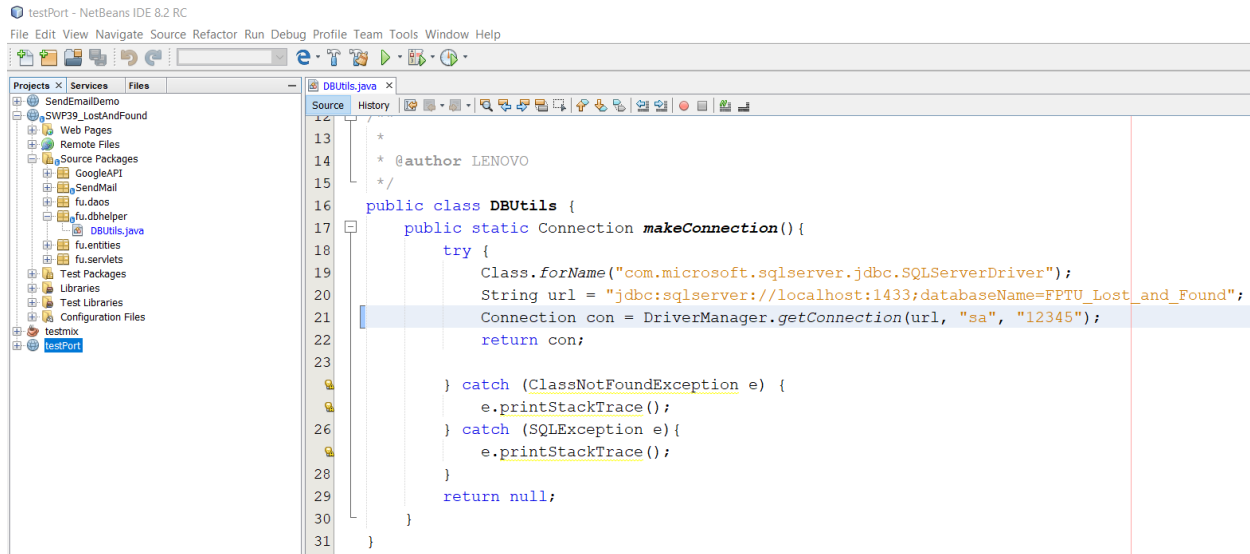 testPort - NetBeans IDE 8.2 RC
File Edit View Navigate Source Refactor Run Debug Profile Team Tools Window Help
Projects × Services Files
SendEmailDemo
SWP39_LostAndFound
Web Pages
Remote Files
Source Packages
GoogleAPI
SendMail
fu.daos
fu.dbhelper
DBUtils.java
fu.entities
fu.servlets
Test Packages
Libraries
Test Libraries
Configuration Files
testmix
testPort
DBUtils.java ×
Source History
12 /**
13 *
14 * @author LENOVO
15 */
16 public class DBUtils {
17 public static Connection makeConnection(){
18 try {
19 Class.forName("com.microsoft.sqlserver.jdbc.SQLServerDriver");
20 String url = "jdbc:sqlserver://localhost:1433;databaseName=FPTU_Lost_and_Found";
21 Connection con = DriverManager.getConnection(url, "sa", "12345");
22 return con;
23
} catch (ClassNotFoundException e) {
e.printStackTrace();
26 } catch (SQLException e){
e.printStackTrace();
28 }
29 return null;
30 }
31 }